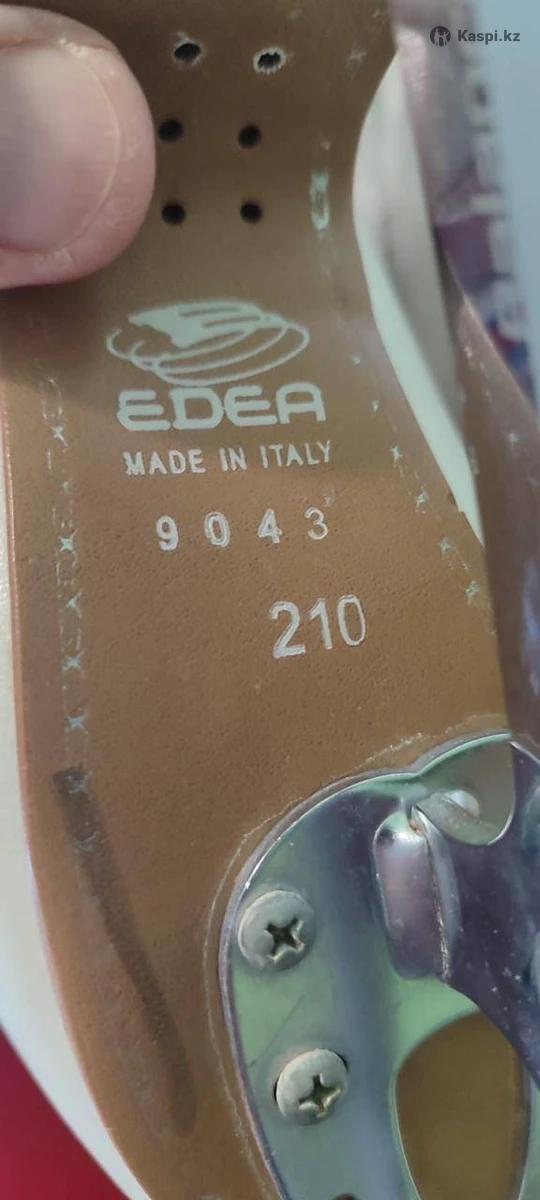 Kaspi.kz
EDEA
MADE IN ITALY
9043
210